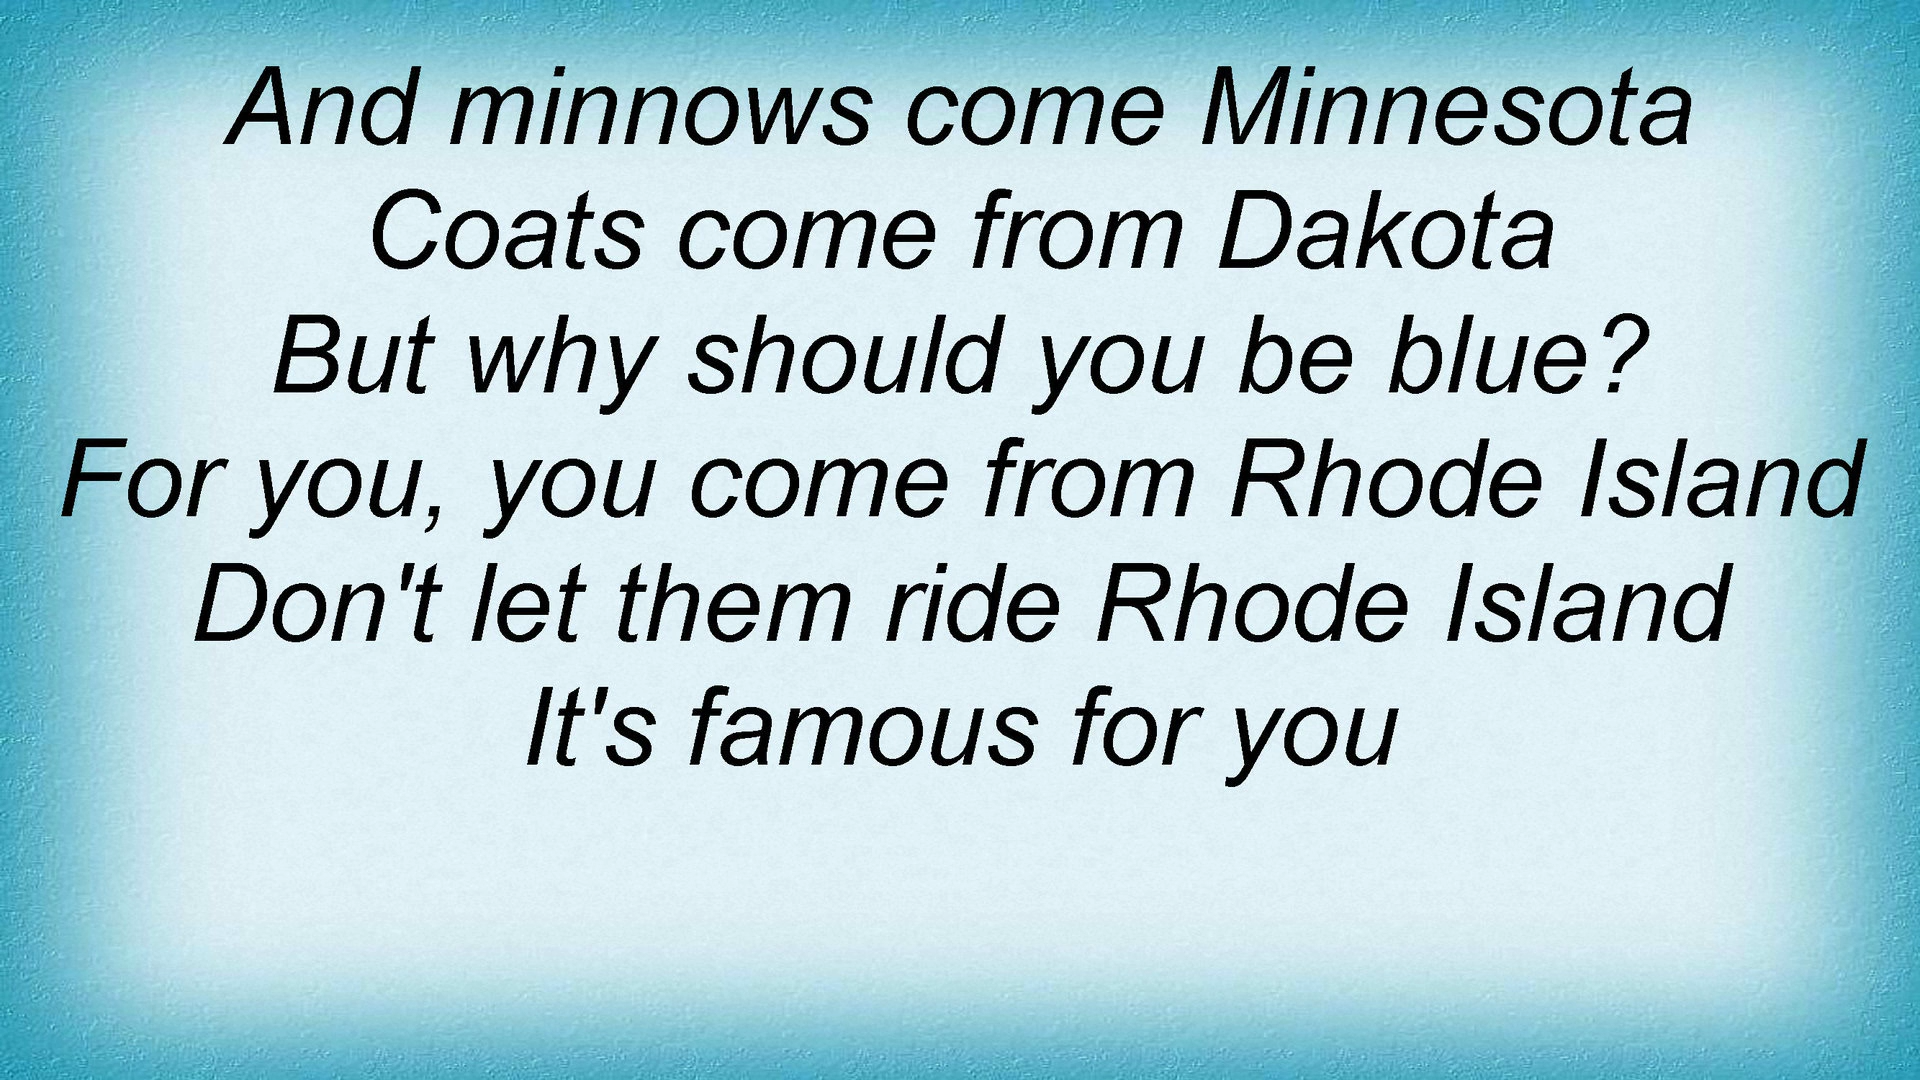 And minnows come Minnesota
Coats come from Dakota
But why should you be blue?
For you, you come from Rhode Island
Don't let them ride Rhode Island
It's famous for you